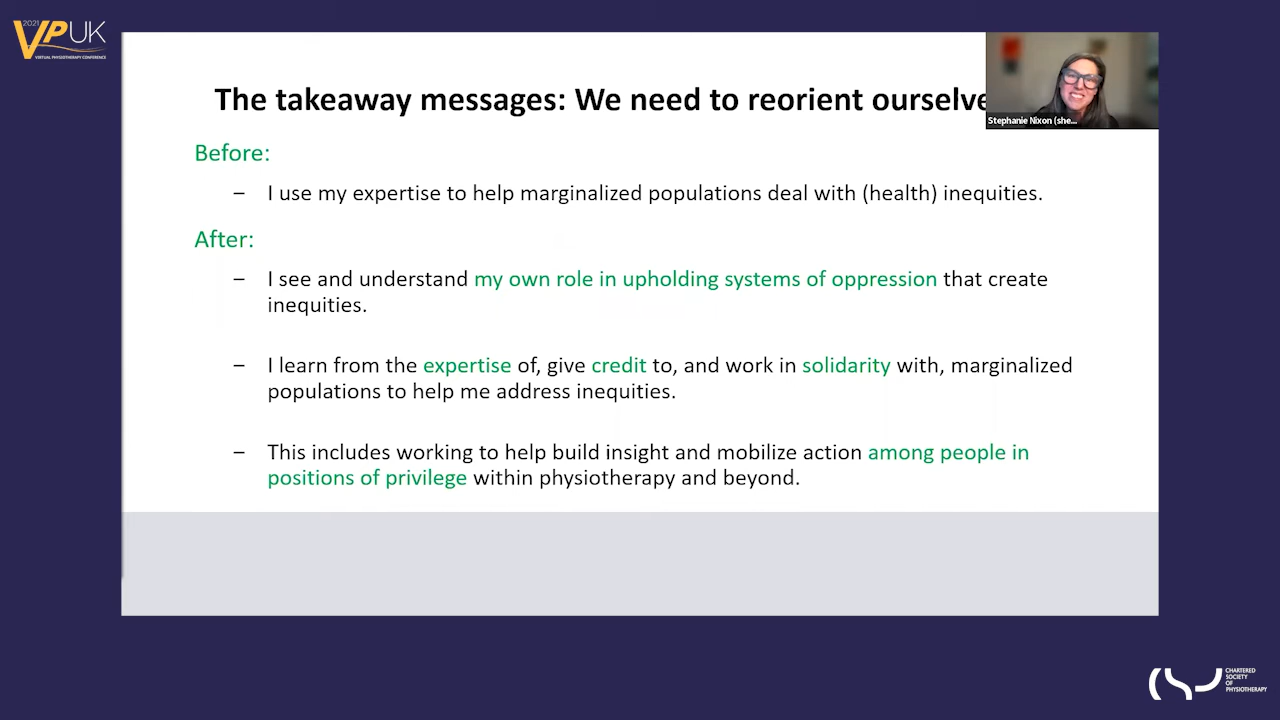 2021
VPUK
VIRTUAL PHYSIOTHERAPY CONFERENCE
The takeaway messages: We need to reorient ourselve
Stephanie Nixon (she...
Before:
– I use my expertise to help marginalized populations deal with (health) inequities.
After:
– I see and understand my own role in upholding systems of oppression that create
inequities.
– I learn from the expertise of, give credit to, and work in solidarity with, marginalized
populations to help me address inequities.
– This includes working to help build insight and mobilize action among people in
positions of privilege within physiotherapy and beyond.
CHARTERED
SOCIETY
OF
PHYSIOTHERAPY